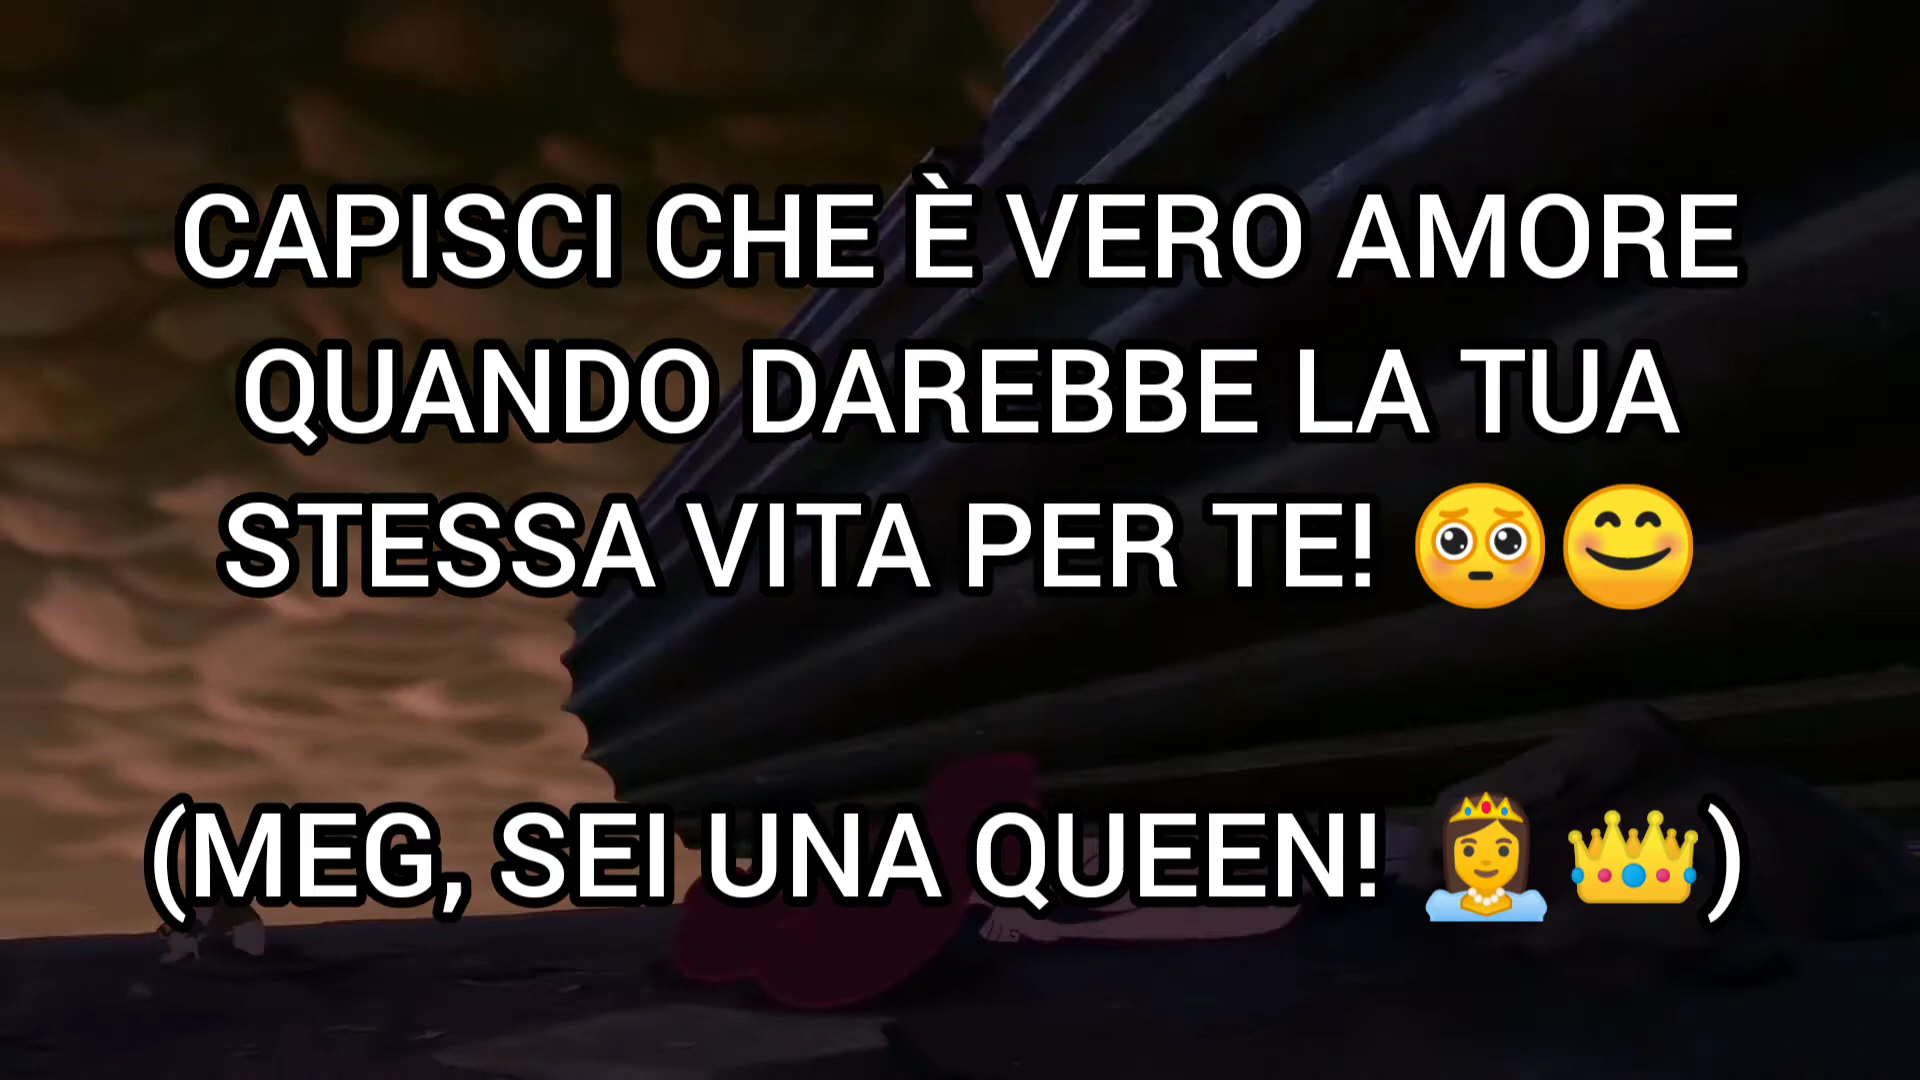 CAPISCI CHE È VERO AMORE
QUANDO DAREBBE LA TUA
STESSA VITA PER TE! 🥺😊
(MEG, SEI UNA QUEEN! 👸👑)